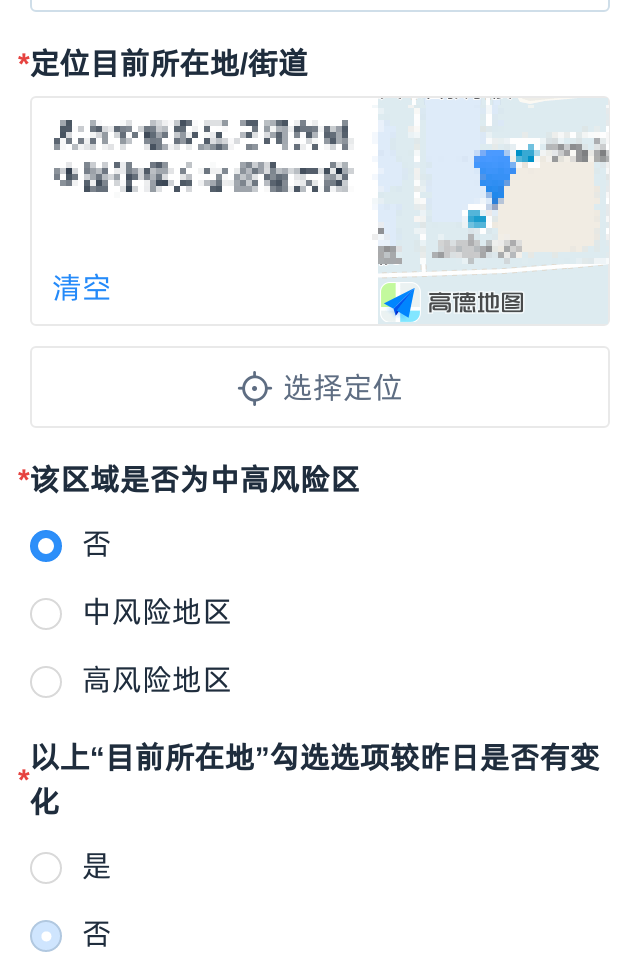 *定位目前所在地/街道
清空
高德地图
选择定位
*该区域是否为中高风险区
否
中风险地区
高风险地区
*以上“目前所在地”勾选选项较昨日是否有变
化
是
否